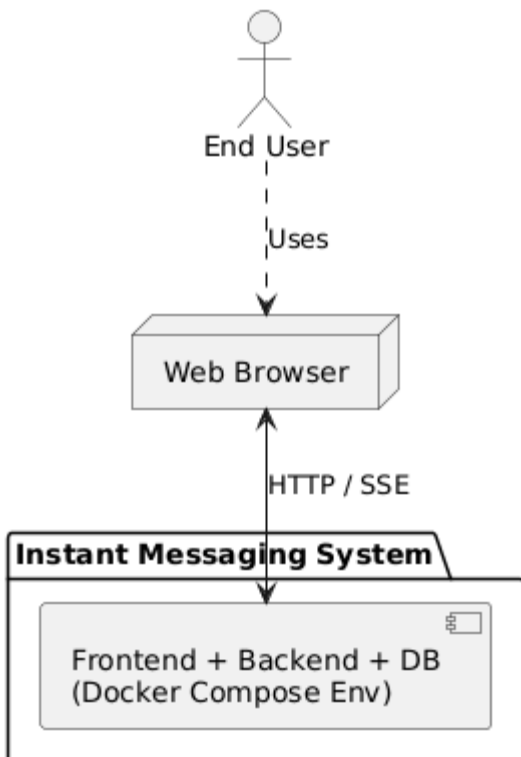 End User
Uses
Web Browser
HTTP / SSE
Instant Messaging System
Frontend + Backend + DB
(Docker Compose Env)